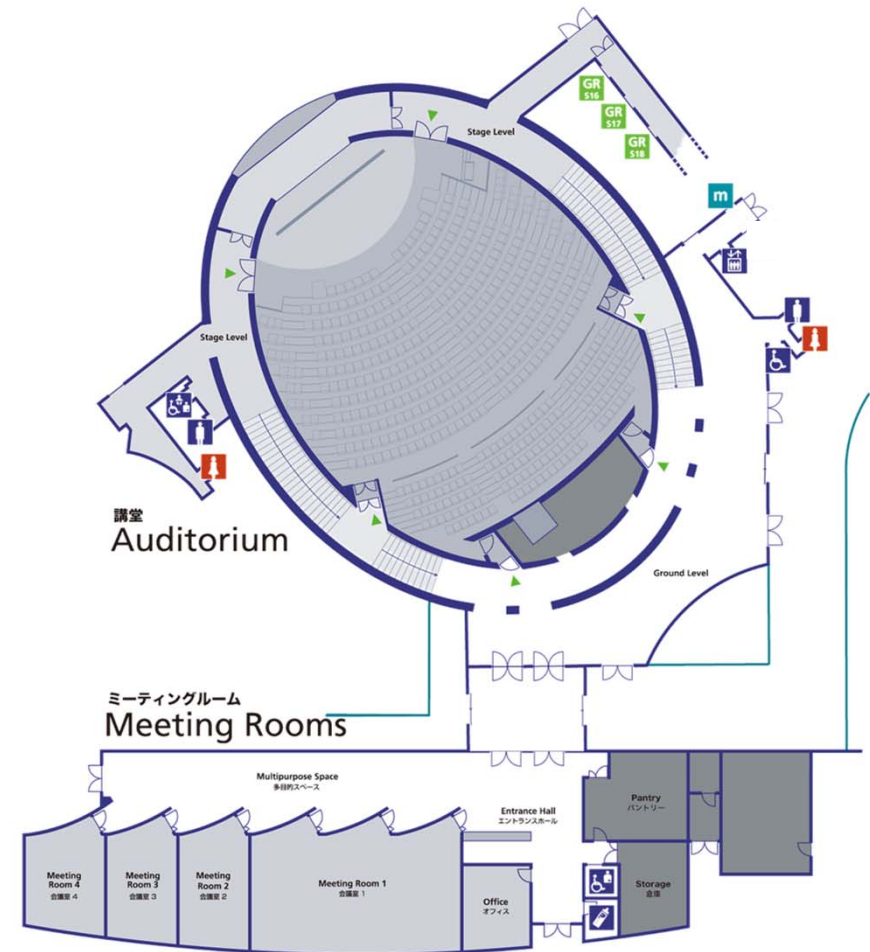 GR
S16
GR
S17
GR
S18
Stage Level
m
Stage Level
講堂
Auditorium
Ground Level
ミーティングルーム
Meeting Rooms
Multipurpose Space
多目的スペース
Entrance Hall
エントランスホール
Pantry
パントリー
Meeting
Room 4
会議室 4
Meeting
Room 3
会議室 3
Meeting
Room 2
会議室 2
Meeting Room 1
会議室 1
Office
オフィス
Storage
倉庫